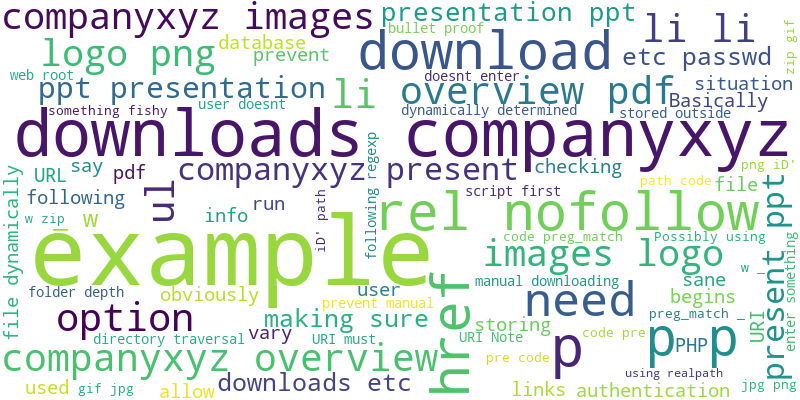 companyxyz images
presentation ppt
bullet proof
li li
zip gif
logo png
database
prevent
download
etc passwd
web root
doesnt enter
ppt presentation
li
overview pdf
situation
Basically
something fishy
user doesnt
dynamically determined
stored outside
downloads
companyxyz
file dynamically
URL
say
pdf
companyxyz present
following regexp
checking
png iD'
path code
file
following
ul
script first
present ppt
w zip
_ w
info
run
iD' path
rel nofollow
example
code preg_match
Possibly using
images logo
w _
enter something
folder depth
obviously
user
href
manual downloading
sane
begins
prevent manual
need
preg_match _
URI
option
making sure
storing
p
code pre
p
PHP
p
directory traversal
URI must
vary
URI Note
companyxyz overview
pre code
using realpath
used
gif jpg
allow
downloads etc
links
authentication
jpg png